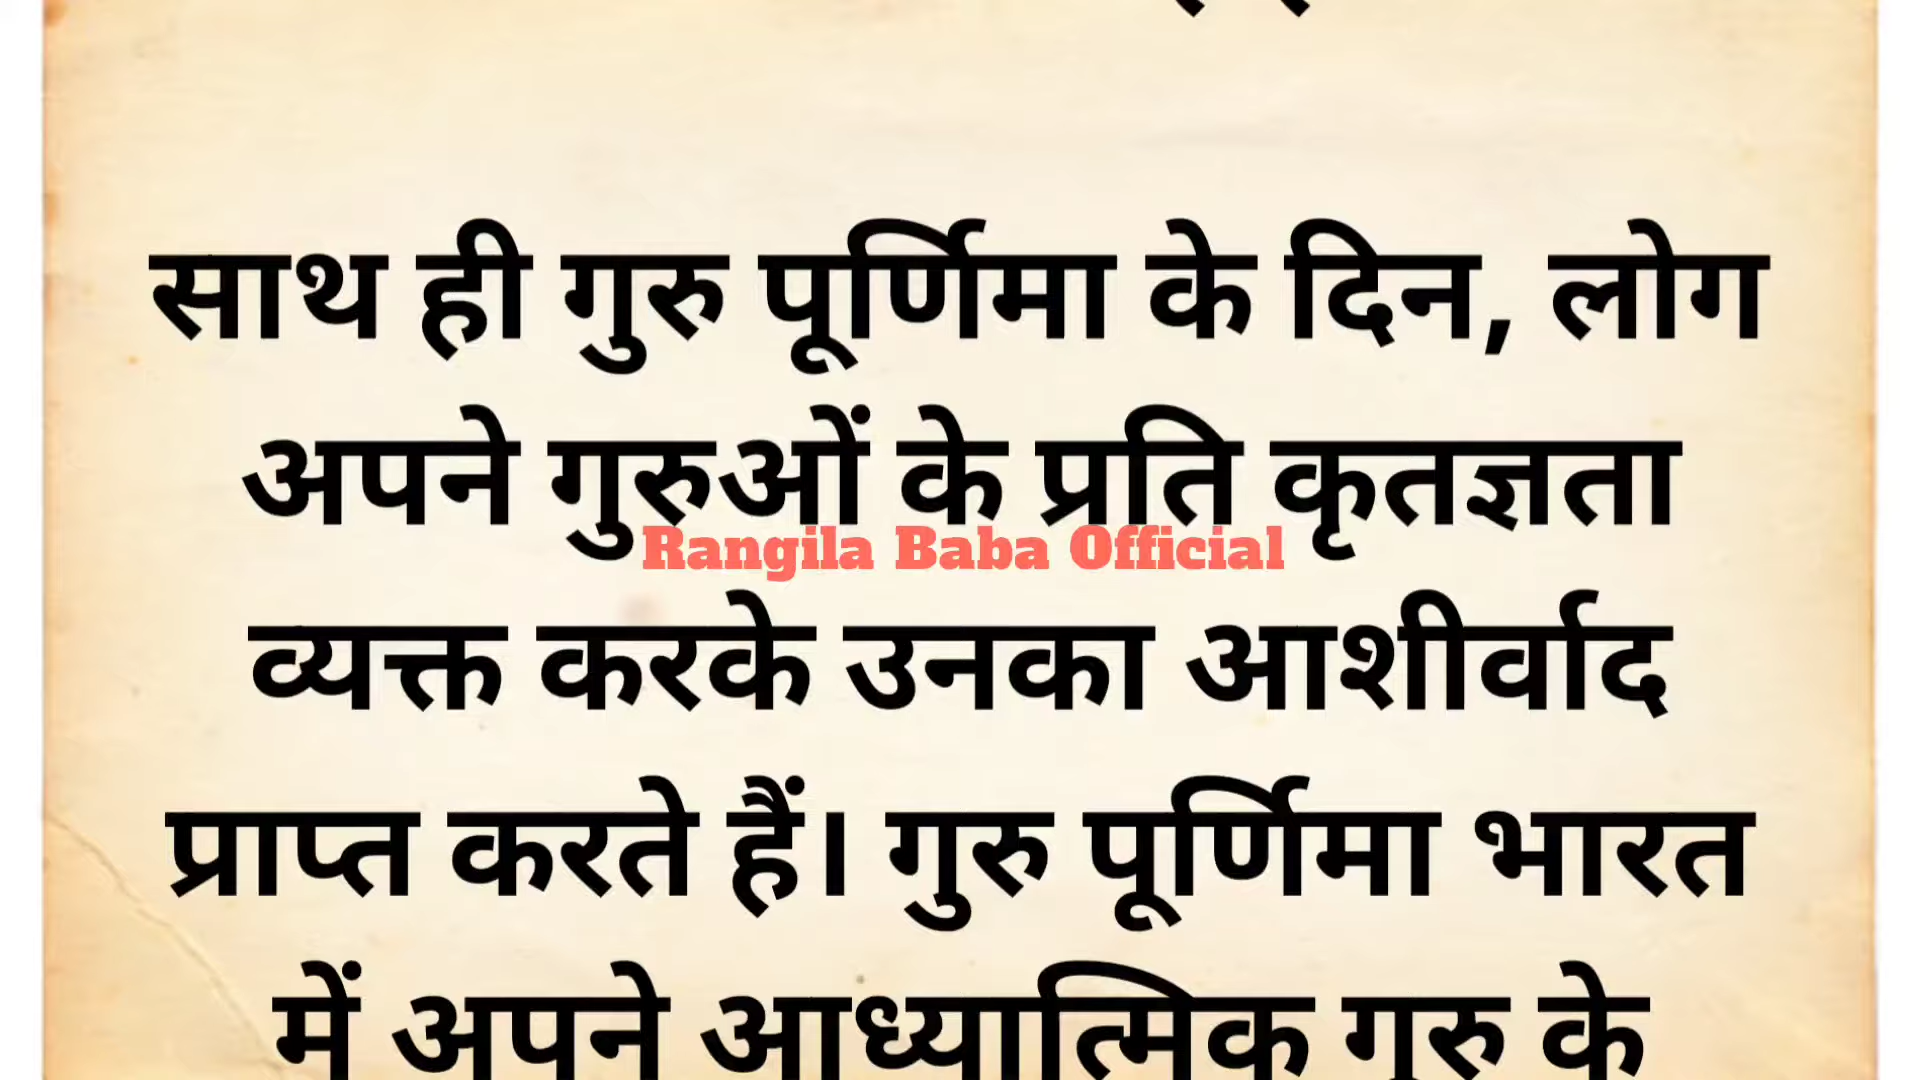 साथ ही गुरु पूर्णिमा के दिन, लोग
अपने गुरुओं के प्रति कृतज्ञता
Rangila Baba Official
व्यक्त करके उनका आशीर्वाद
प्राप्त करते हैं। गुरु पूर्णिमा भारत
में अपने आध्यात्मिक गुरु के